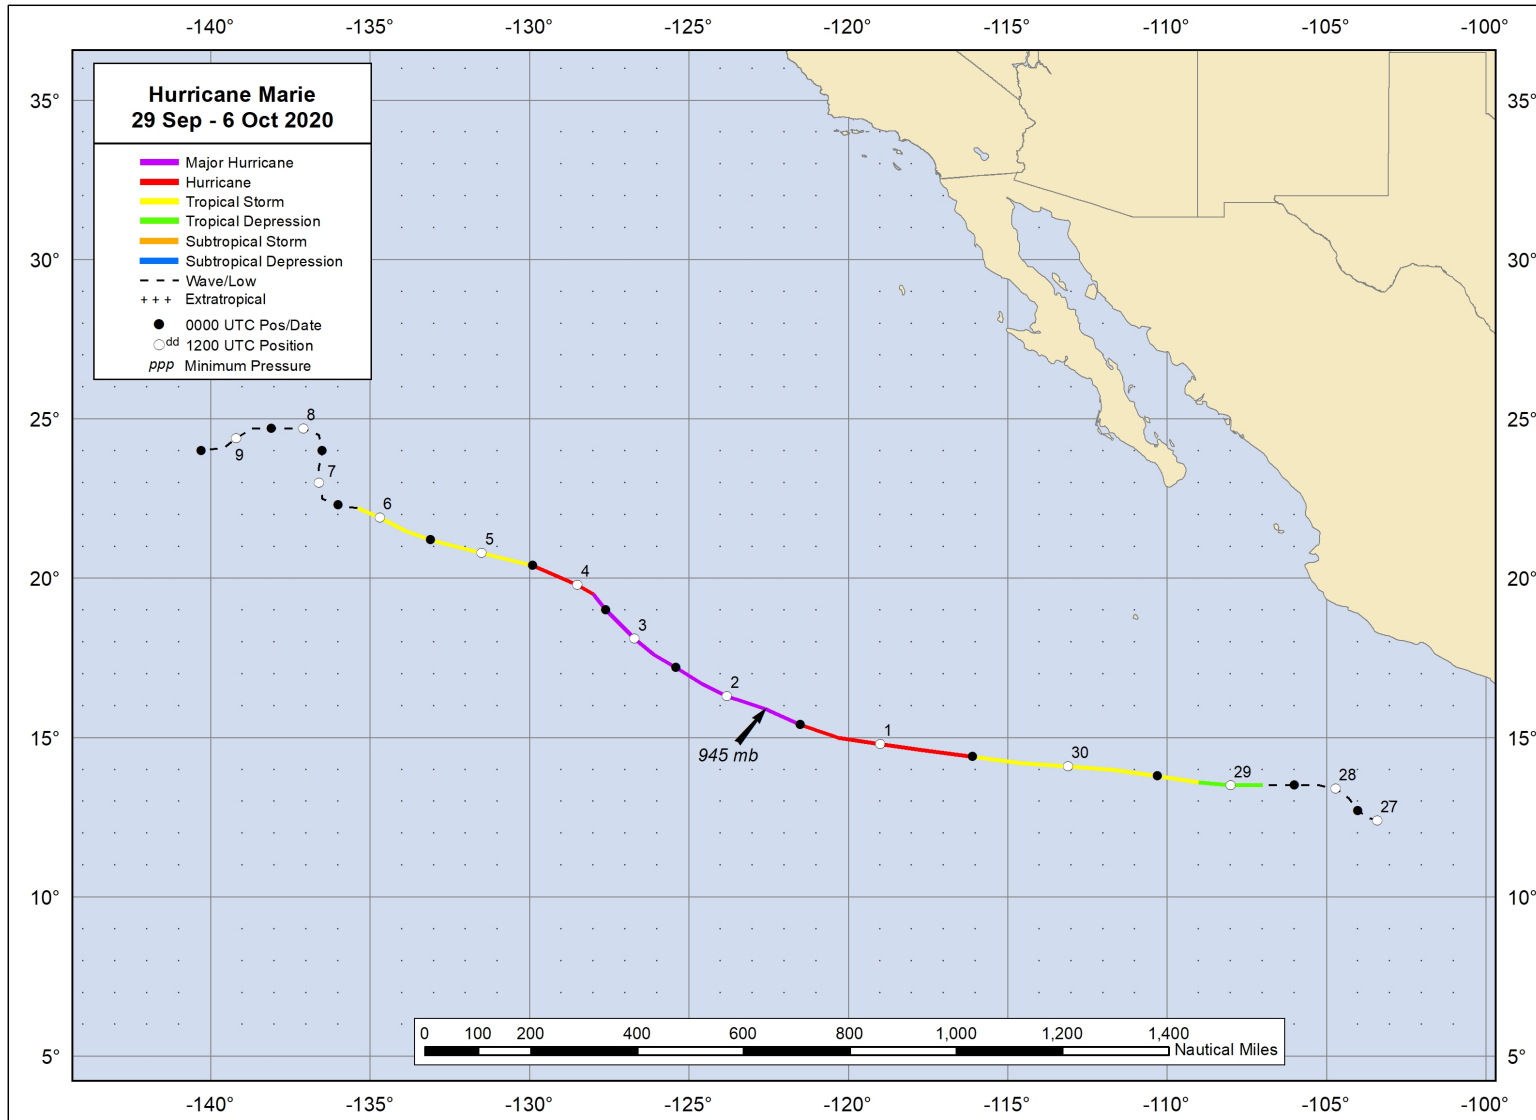 -140° -135° -130° -125° -120° -115° -110° -105° -100°
Hurricane Marie
29 Sep - 6 Oct 2020
Major Hurricane
Hurricane
Tropical Storm
Tropical Depression
Subtropical Storm
Subtropical Depression
Wave/Low
+++ Extratropical
0000 UTC Pos/Date
dd 1200 UTC Position
ppp Minimum Pressure
35° 35°
30° 30°
25° 25°
8
9
7
6
5
4
20° 20°
3
2
1
15° 15°
945 mb
30
29
28
27
10° 10°
0 100 200 400 600 800 1,000 1,200 1,400
Nautical Miles
5° 5°
-140° -135° -130° -125° -120° -115° -110° -105° -100°